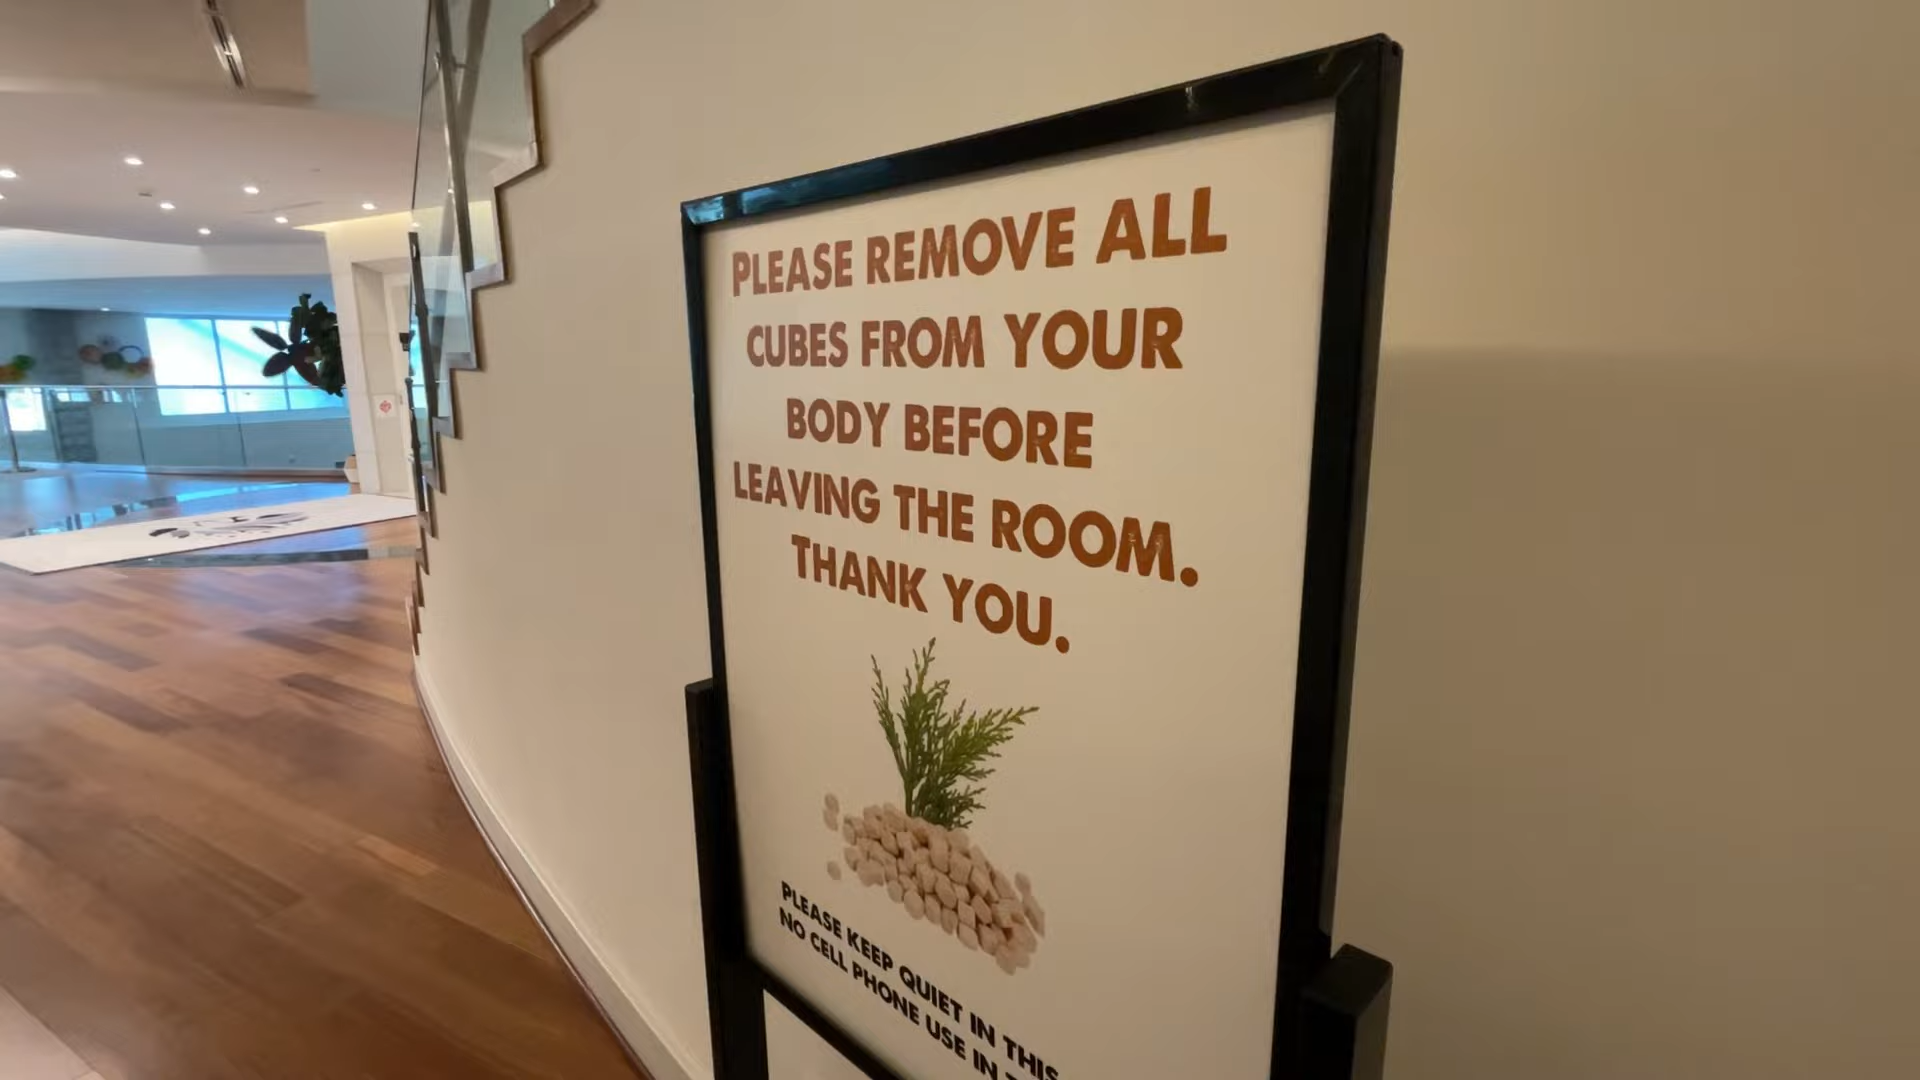 PLEASE REMOVE ALL
CUBES FROM YOUR
BODY BEFORE
LEAVING THE ROOM.
THANK YOU.
PLEASE KEEP QUIET IN THIS
NO CELL PHONE USE IN